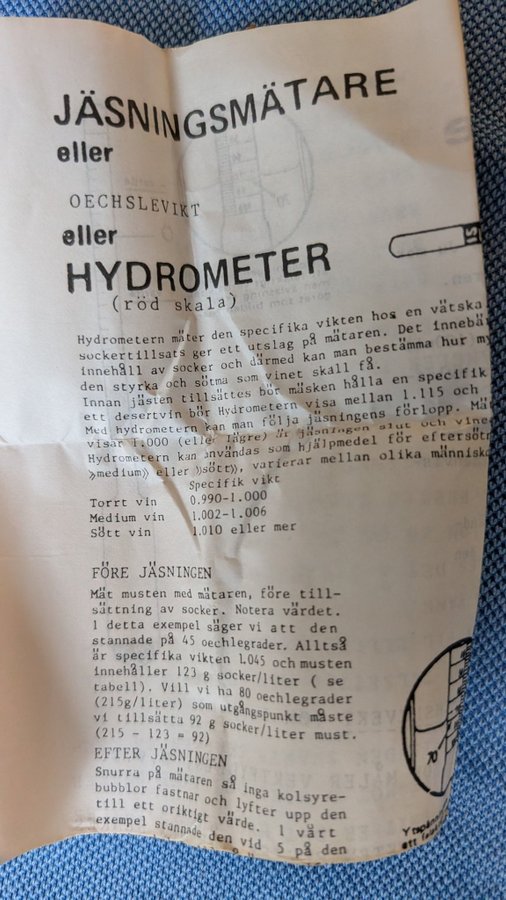 JÄSNINGSMÄTARE
eller
OECHSLEVIKT
eller
HYDROMETER
(röd skala)
Hydrometern mäter den specifika vikten hos en vätska
sockertillsats ger ett utslag på mätaren. Det innebär
innehåll av socker och därmed kan man bestämma hur my
den styrka och sötma som vinet skall få.
Innan jästen tillsättes bör mäsken hålla en specifik
ett desertvin bör Hydrometern visa mellan 1.115 och
Med hydrometern kan man följa jäsningens förlopp. Mä
visar 1.000 (elle lägre) är jäsningen slut och vine
Hydrometern kan användas som hjälpmedel för eftersöt
»medium» eller »sött», varierar mellan olika människ
Specifik vikt
Torrt vin 0.990-1.000
Medium vin 1.002-1.006
Sött vin 1.010 eller mer
FÖRE JÄSNINGEN
Mät musten med mätaren, före till-
sättning av socker. Notera värdet.
I detta exempel säger vi att den
stannade på 45 oechlegrader. Alltså
är specifika vikten 1.045 och musten
innehåller 123 g socker/liter ( se
tabell). Vill vi ha 80 oechlegrader
(215g/liter) som utgångspunkt måste
vi tillsätta 92 g socker/liter must.
(215 - 123 = 92)
EFTER JÄSNINGEN
Snurra på mätaren så inga kolsyre-
bubblor fastnar och lyfter upp den
till ett oriktigt värde. I vårt
exempel stannade den vid 5 på den
70